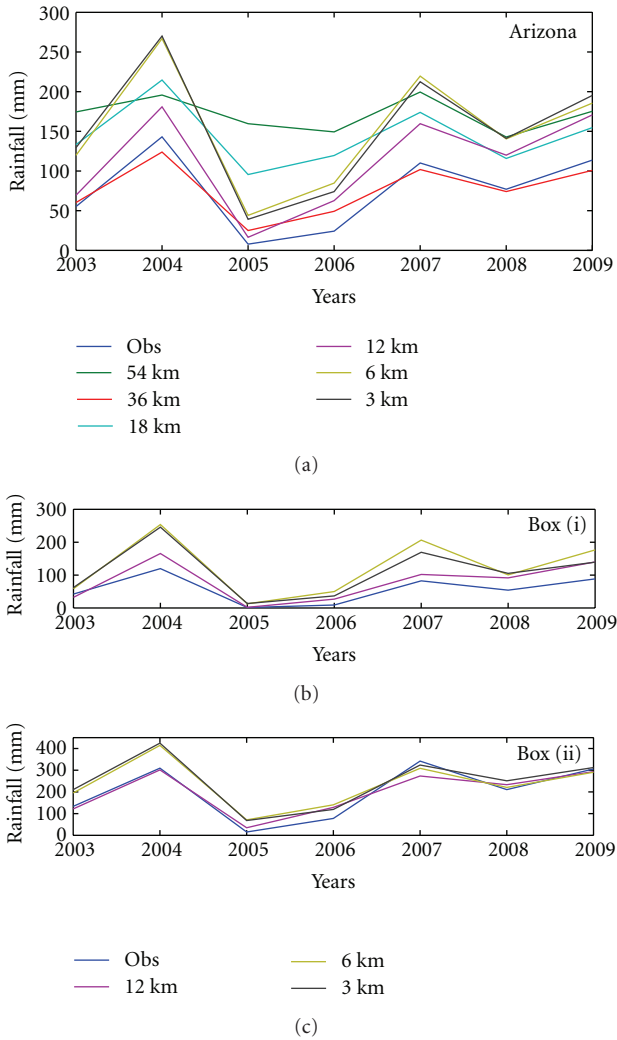 300
Arizona
250
200
150
100
50
0
Rainfall (mm)
2003 2004 2005 2006 2007 2008 2009
Years
Obs
54 km
36 km
18 km
12 km
6 km
3 km
(a)
300
Box (i)
200
100
0
Rainfall (mm)
2003 2004 2005 2006 2007 2008 2009
Years
(b)
400
Box (ii)
300
200
100
0
Rainfall (mm)
2003 2004 2005 2006 2007 2008 2009
Years
Obs
12 km
6 km
3 km
(c)